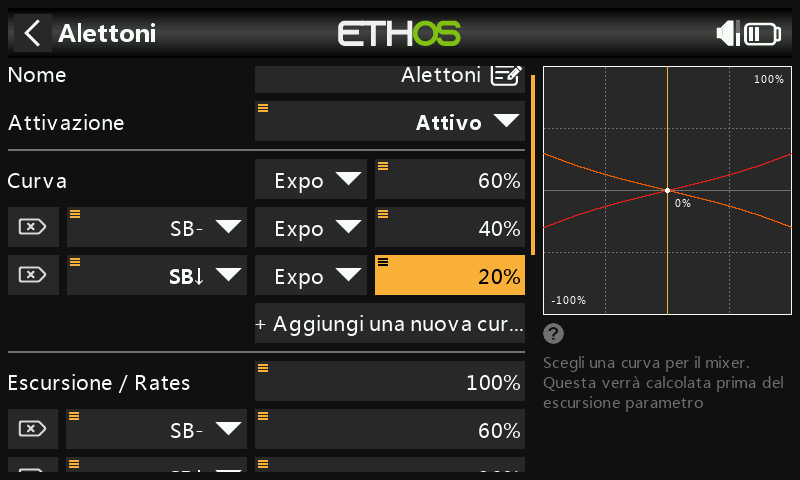 Alettoni
ETHOS
Nome
Alettoni
Attivazione
Attivo
Curva
Expo
60%
SB-
Expo
40%
SB↓
Expo
20%
+ Aggiungi una nuova cur...
Escursione / Rates
100%
SB-
60%
100%
0%
-100%
?
Scegli una curva per il mixer.
Questa verrà calcolata prima del
escursione parametro